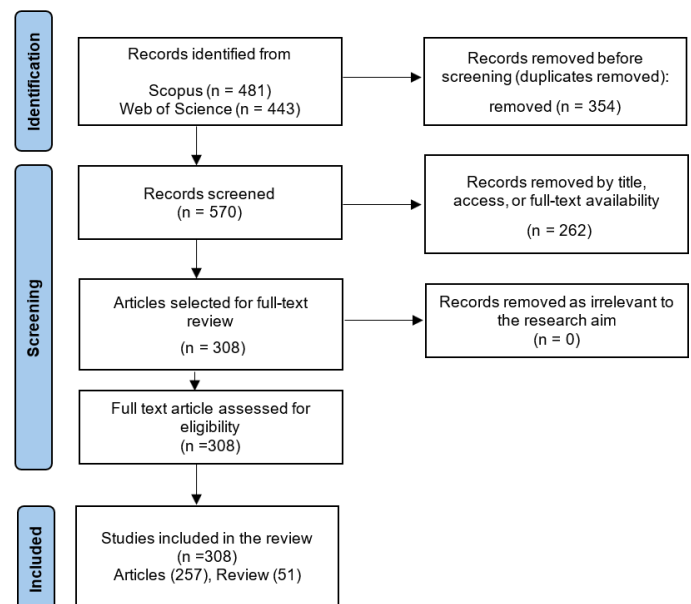 Identification
Records identified from
Scopus (n = 481)
Web of Science (n = 443)
Records removed before
screening (duplicates removed):
removed (n = 354)
Screening
Records screened
(n = 570)
Records removed by title,
access, or full-text availability
(n = 262)
Articles selected for full-text
review
(n = 308)
Records removed as irrelevant to
the research aim
(n = 0)
Full text article assessed for
eligibility
(n =308)
Included
Studies included in the review
(n =308)
Articles (257), Review (51)